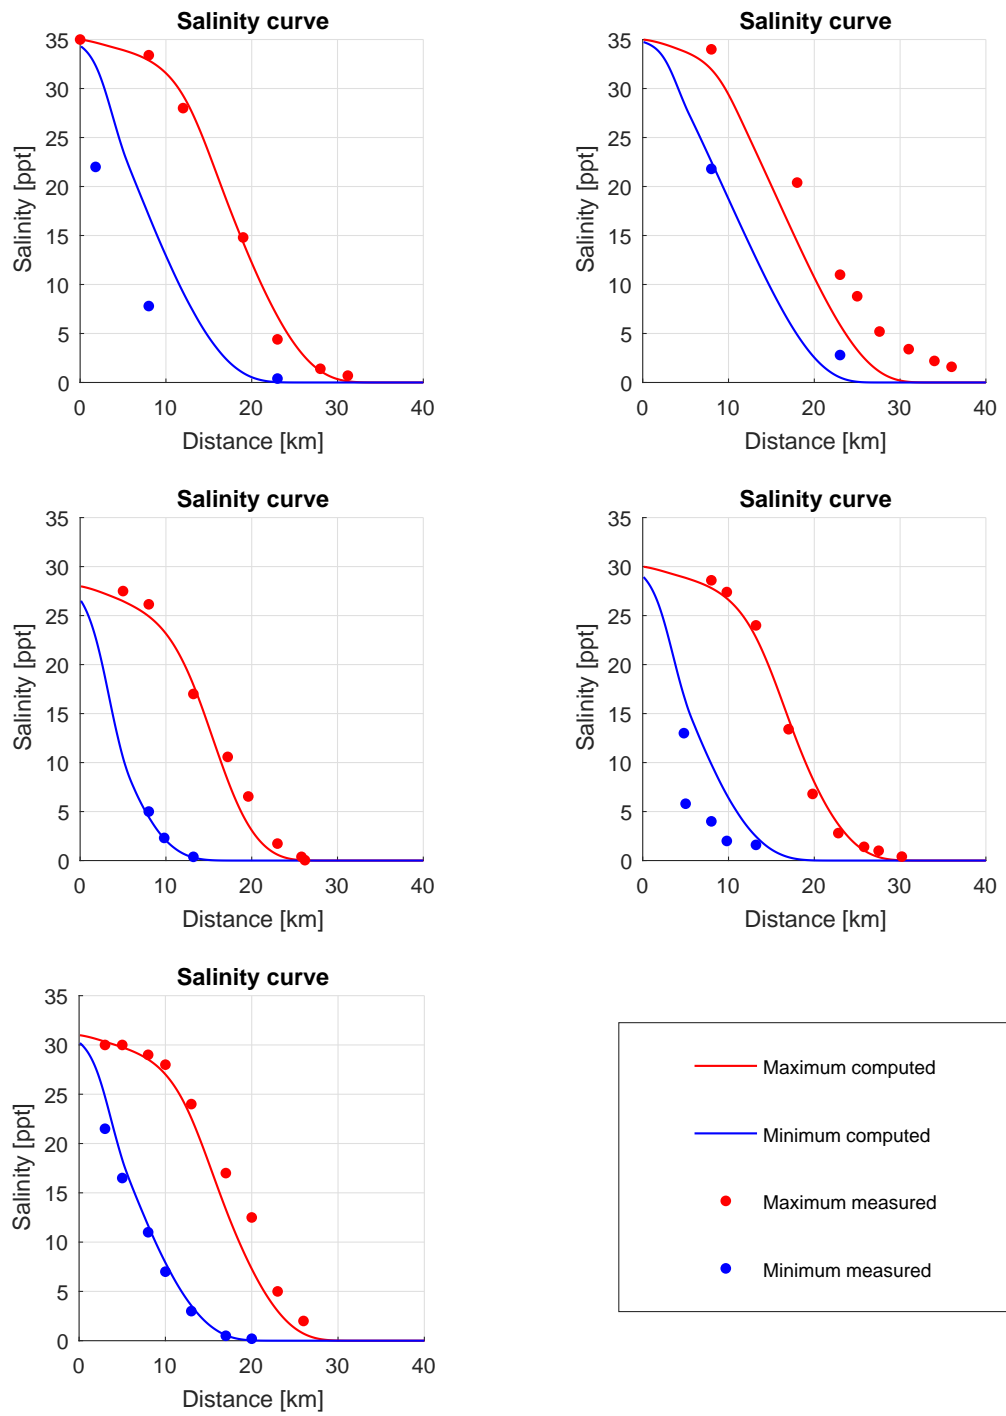 Salinity curve
35
30
25
20
15
10
5
0
Salinity [ppt]
0 10 20 30 40
Distance [km]
Salinity curve
35
30
25
20
15
10
5
0
Salinity [ppt]
0 10 20 30 40
Distance [km]
Salinity curve
35
30
25
20
15
10
5
0
Salinity [ppt]
0 10 20 30 40
Distance [km]
Salinity curve
35
30
25
20
15
10
5
0
Salinity [ppt]
0 10 20 30 40
Distance [km]
Salinity curve
35
30
25
20
15
10
5
0
Salinity [ppt]
0 10 20 30 40
Distance [km]
Maximum computed
Minimum computed
Maximum measured
Minimum measured